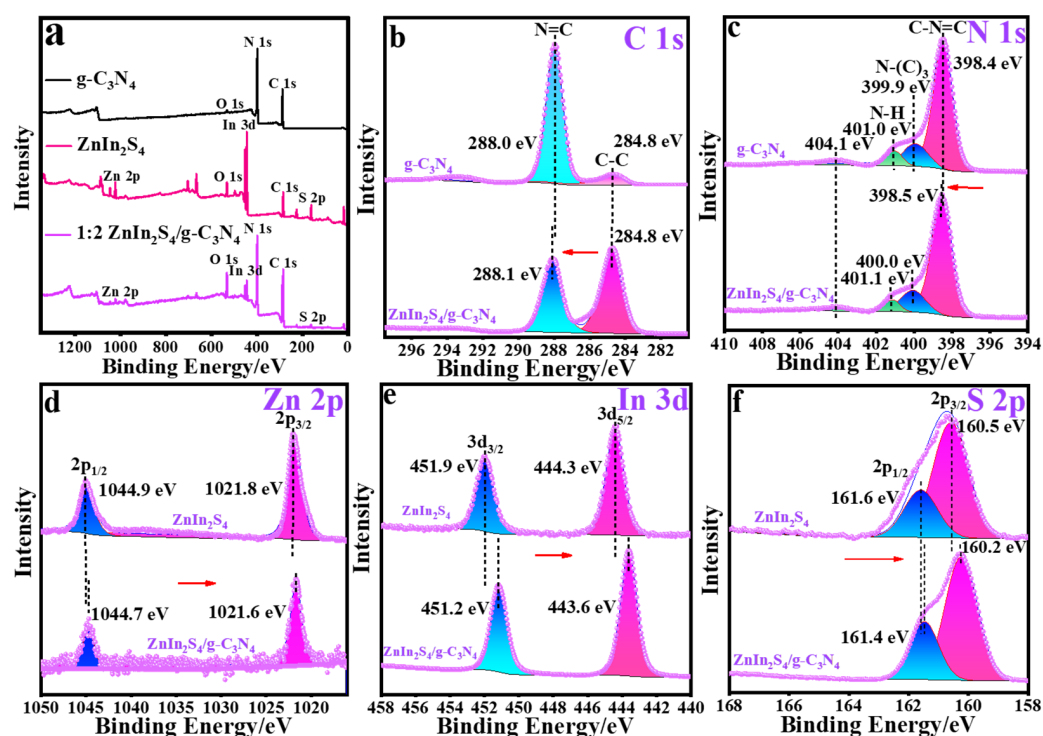 a
N 1s
g-C₃N₄
C 1s
O 1s
In 3d
ZnIn₂S₄
Zn 2p
O 1s
C 1s
S 2p
1:2 ZnIn₂S₄/g-C₃N₄
N 1s
O 1s
In 3d
C 1s
Zn 2p
S 2p
Intensity
1200 1000 800 600 400 200 0
Binding Energy/eV
b
N=C
C 1s
288.0 eV
284.8 eV
C-C
g-C₃N₄
284.8 eV
288.1 eV
ZnIn₂S₄/g-C₃N₄
Intensity
296 294 292 290 288 286 284 282
Binding Energy/eV
c
C-N=C
N 1s
398.4 eV
N-(C)₃
399.9 eV
N-H
401.0 eV
404.1 eV
g-C₃N₄
398.5 eV
400.0 eV
401.1 eV
ZnIn₂S₄/g-C₃N₄
Intensity
410 408 406 404 402 400 398 396 394
Binding Energy/eV
d
Zn 2p
2p₃/₂
2p₁/₂
1044.9 eV
1021.8 eV
ZnIn₂S₄
1044.7 eV
1021.6 eV
ZnIn₂S₄/g-C₃N₄
Intensity
1050 1045 1040 1035 1030 1025 1020
Binding Energy/eV
e
In 3d
3d₅/₂
3d₃/₂
451.9 eV
444.3 eV
ZnIn₂S₄
451.2 eV
443.6 eV
ZnIn₂S₄/g-C₃N₄
Intensity
458 456 454 452 450 448 446 444 442 440
Binding Energy/eV
f
S 2p
2p₃/₂
160.5 eV
2p₁/₂
161.6 eV
ZnIn₂S₄
160.2 eV
161.4 eV
ZnIn₂S₄/g-C₃N₄
Intensity
168 166 164 162 160 158
Binding Energy/eV